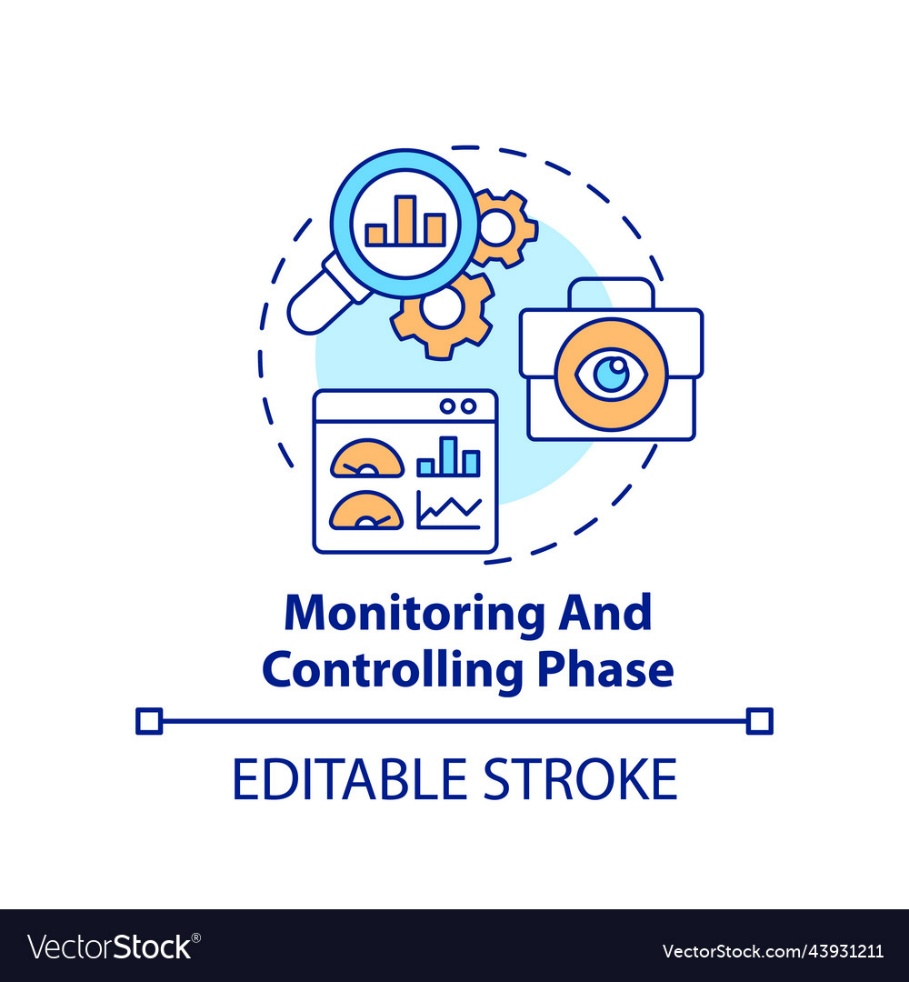 Monitoring And
Controlling Phase
EDITABLE STROKE
VectorStock®
VectorStock.com/43931211